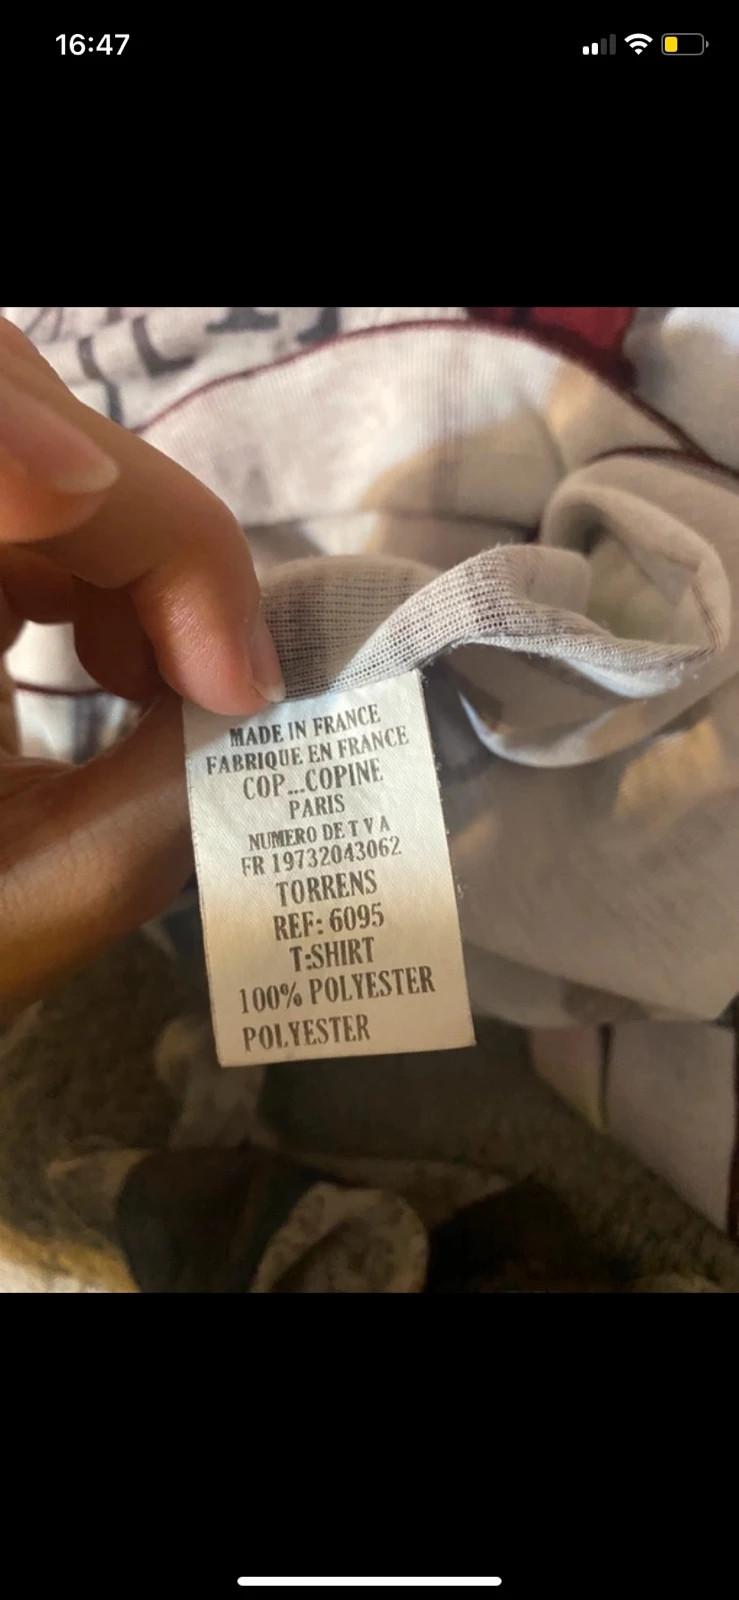 16:47
MADE IN FRANCE
FABRIQUE EN FRANCE
COP...COPINE
PARIS
NUMERO DE T V A
FR 19732043062
TORRENS
REF: 6095
T:SHIRT
100% POLYESTER
POLYESTER